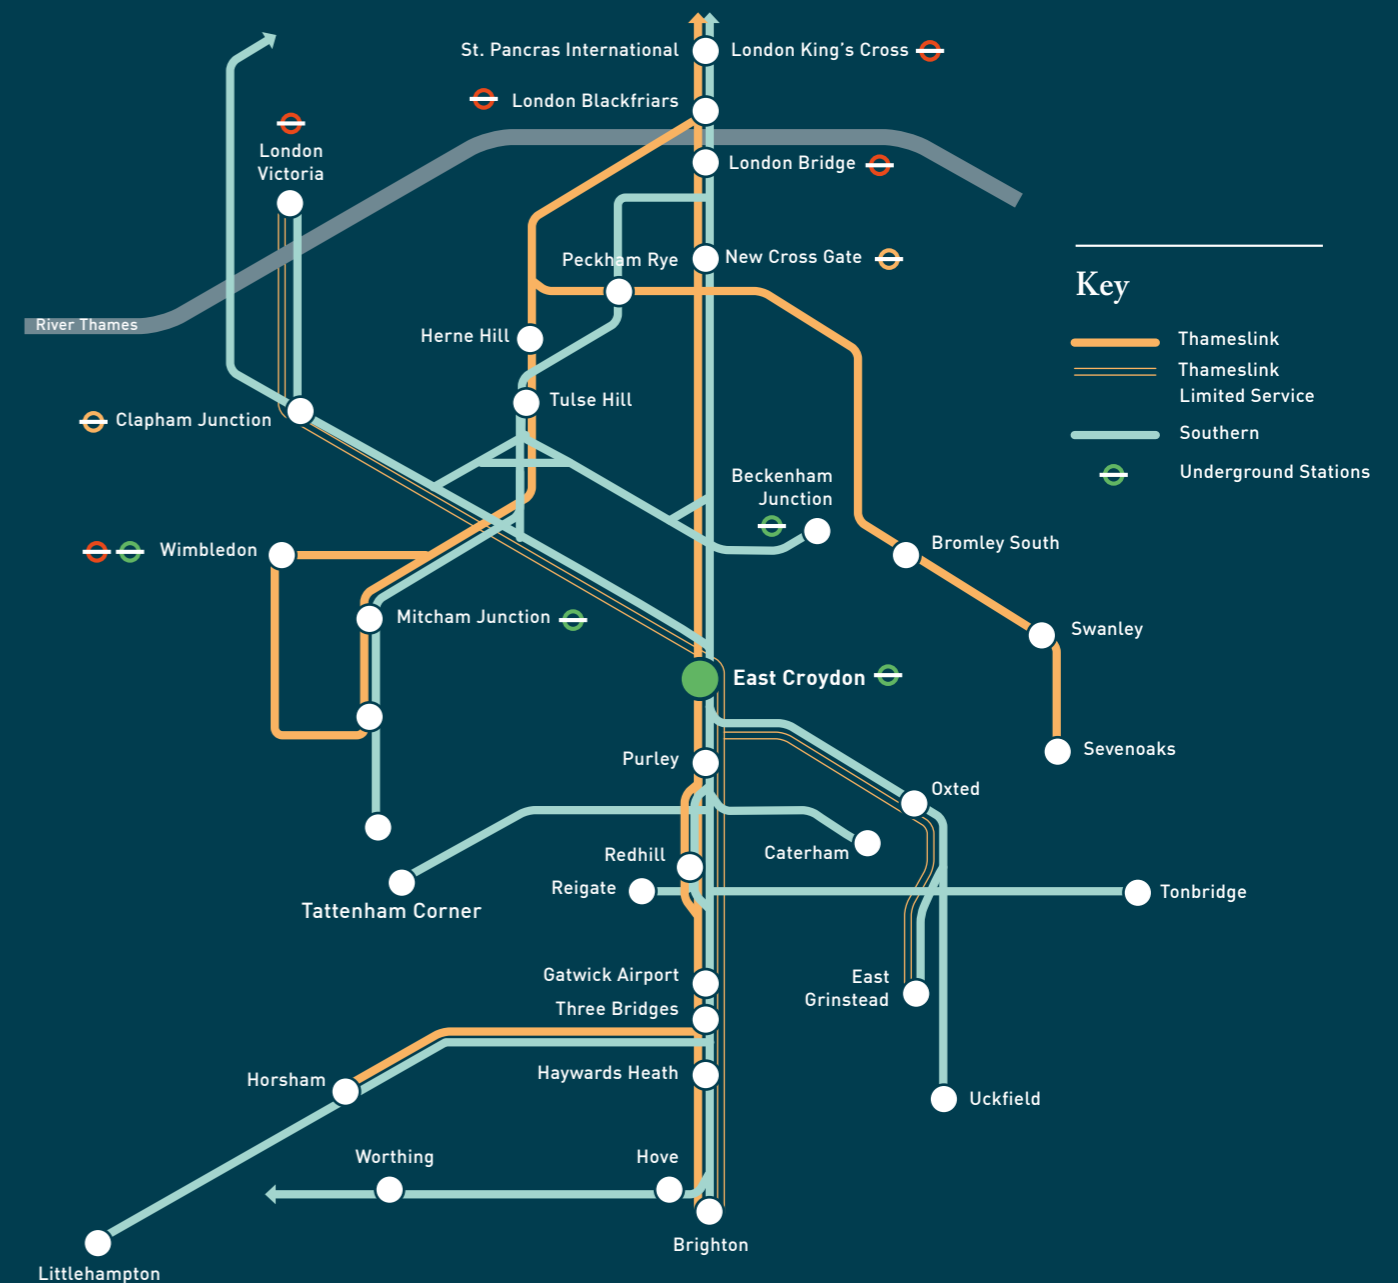 St. Pancras International
London King's Cross
London Blackfriars
London
Victoria
London Bridge
Peckham Rye
New Cross Gate
Key
River Thames
Herne Hill
Thameslink
Thameslink
Limited Service
Tulse Hill
Clapham Junction
Southern
Underground Stations
Beckenham
Junction
Wimbledon
Bromley South
Mitcham Junction
Swanley
East Croydon
Purley
Sevenoaks
Oxted
Redhill
Caterham
Reigate
Tonbridge
Tattenham Corner
Gatwick Airport
East
Grinstead
Three Bridges
Horsham
Haywards Heath
Uckfield
Worthing
Hove
Brighton
Littlehampton